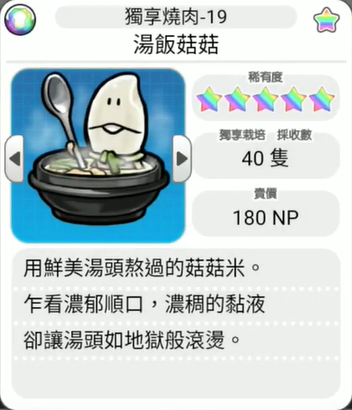 獨享燒肉-19
湯飯菇菇
稀有度
獨享栽培 採收數
40 隻
賣價
180 NP
用鮮美湯頭熬過的菇菇米。
乍看濃郁順口，濃稠的黏液
卻讓湯頭如地獄般滾燙。